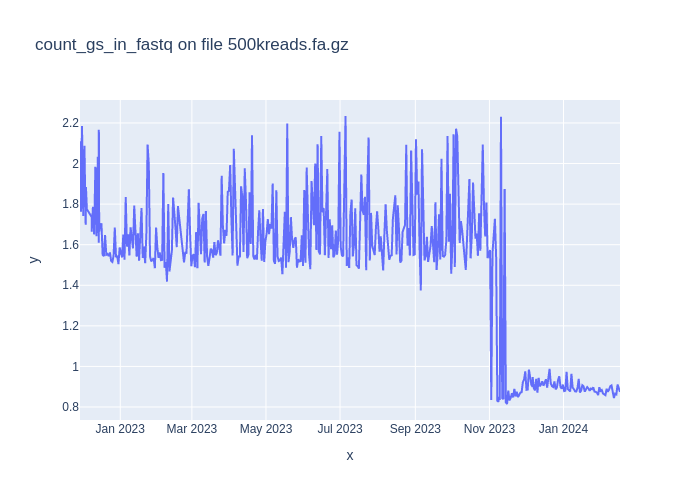 count_gs_in_fastq on file 500kreads.fa.gz
2.2
2
1.8
1.6
1.4
1.2
1
0.8
y
Jan 2023 Mar 2023 May 2023 Jul 2023 Sep 2023 Nov 2023 Jan 2024
x